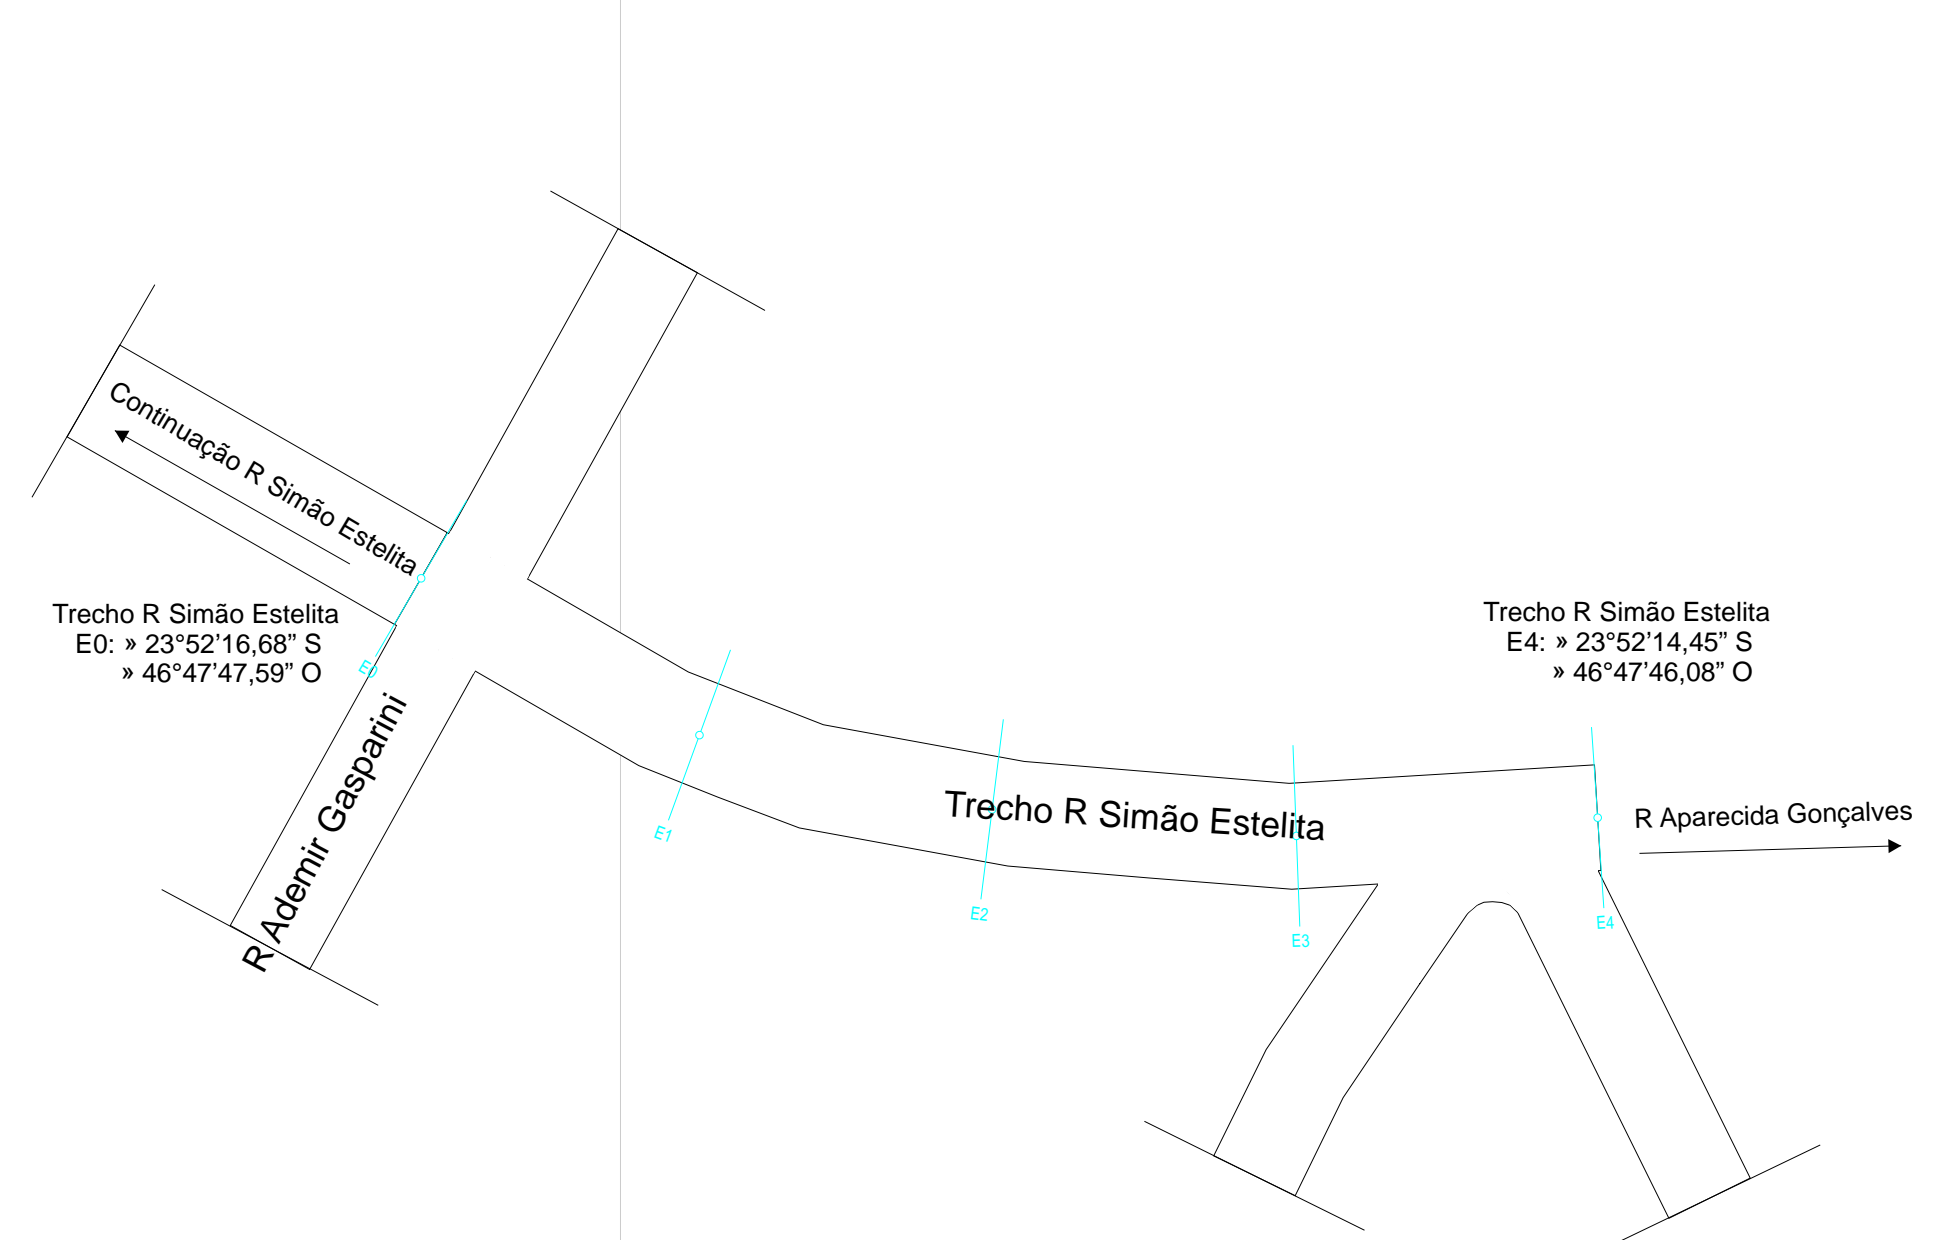 Continuação R Simão Estelita
Trecho R Simão Estelita
E0: » 23°52’16,68” S
» 46°47’47,59” O
E0
R Ademir Gasparini
E1
Trecho R Simão Estelita
E2
E3
Trecho R Simão Estelita
E4: » 23°52’14,45” S
» 46°47’46,08” O
R Aparecida Gonçalves
E4